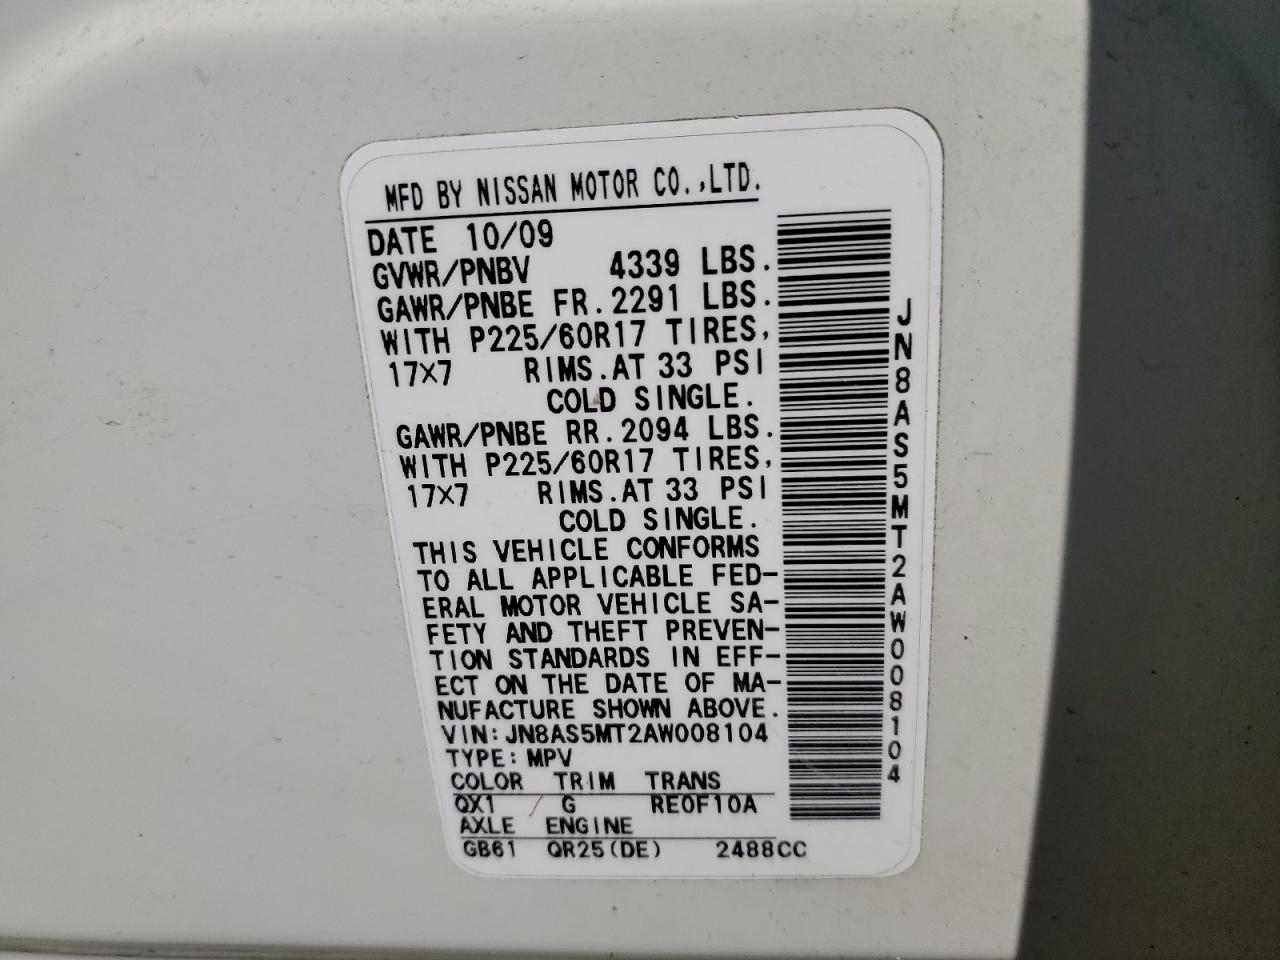 MFD BY NISSAN MOTOR CO.,LTD.
DATE 10/09
GVWR/PNBV 4339 LBS.
GAWR/PNBE FR.2291 LBS.
WITH P225/60R17 TIRES,
17X7 RIMS.AT 33 PSI
COLD SINGLE.
GAWR/PNBE RR.2094 LBS.
WITH P225/60R17 TIRES,
17X7 RIMS.AT 33 PSI
COLD SINGLE.
THIS VEHICLE CONFORMS
TO ALL APPLICABLE FED-
ERAL MOTOR VEHICLE SA-
FETY AND THEFT PREVEN-
TION STANDARDS IN EFF-
ECT ON THE DATE OF MA-
NUFACTURE SHOWN ABOVE.
VIN:JN8AS5MT2AW008104
TYPE:MPV
COLOR TRIM TRANS
QX1 G RE0F10A
AXLE ENGINE
GB61 QR25(DE) 2488CC
JN8AS5MT2AW008104